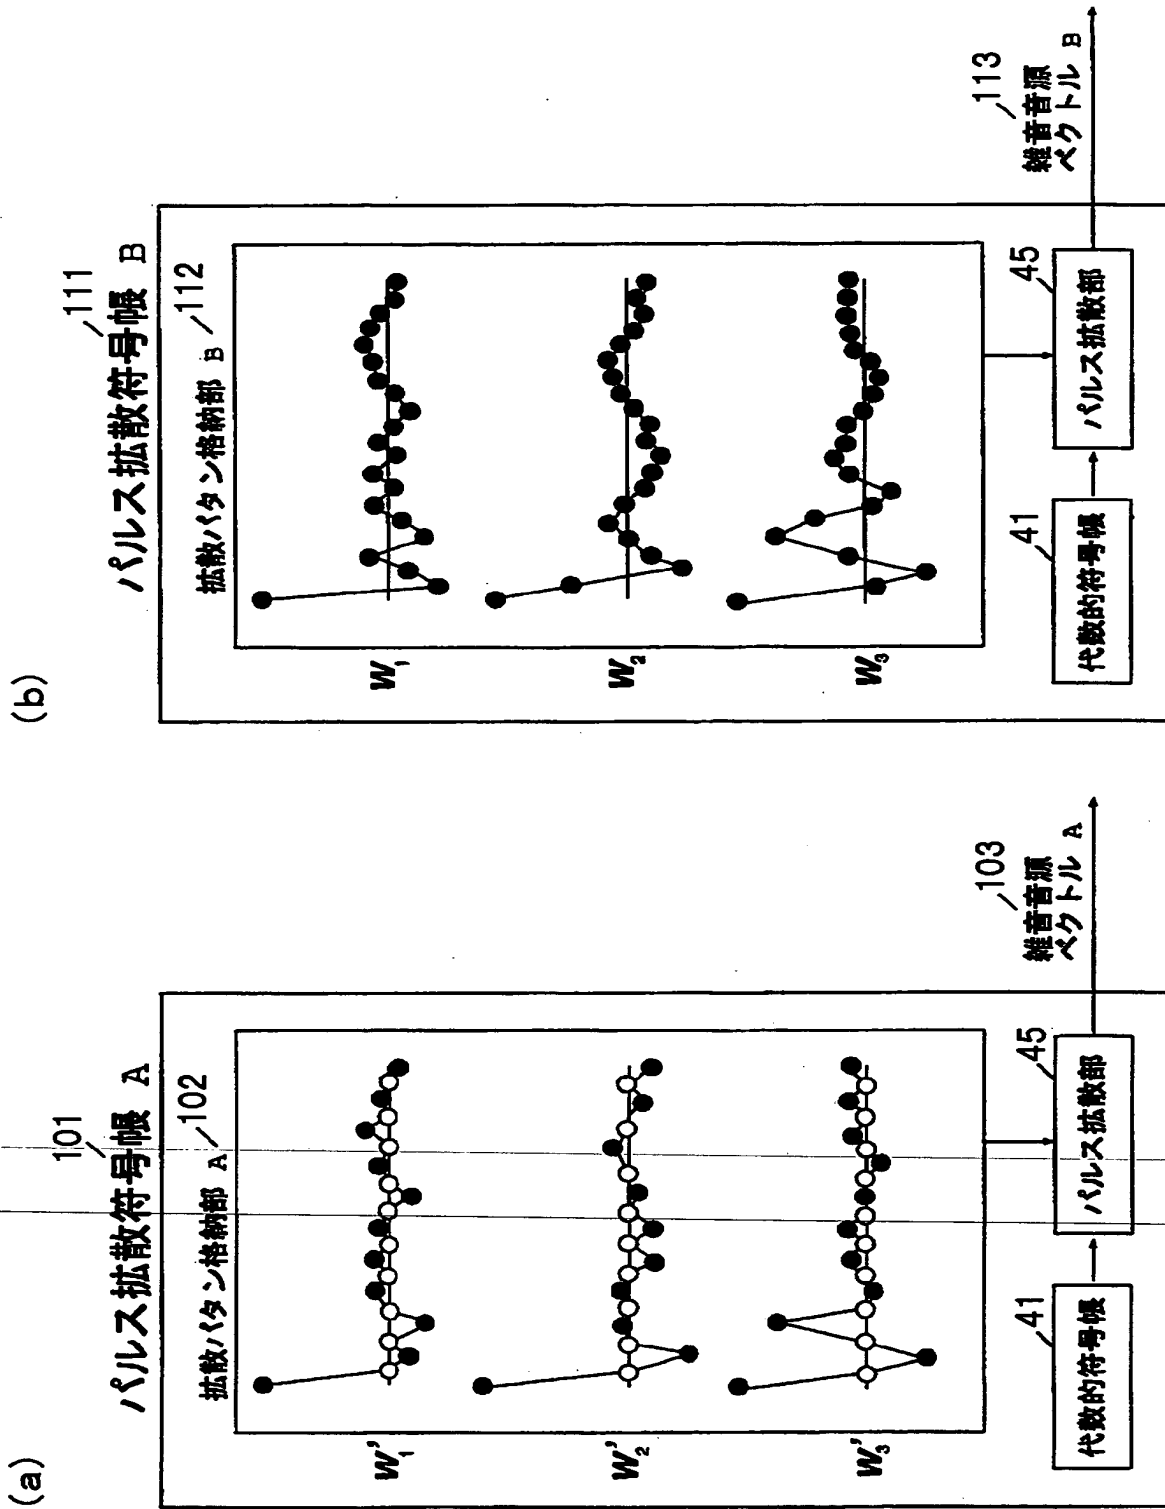 (a)
101
パルス拡散符号帳 A
拡散パタン格納部 A
102
W₁'
W₂'
W₃'
41
代数的符号帳
45
パルス拡散部
103
雑音音源
ベクトル A
(b)
111
パルス拡散符号帳 B
拡散パタン格納部 B
112
W₁
W₂
W₃
41
代数的符号帳
45
パルス拡散部
113
雑音音源
ベクトル B